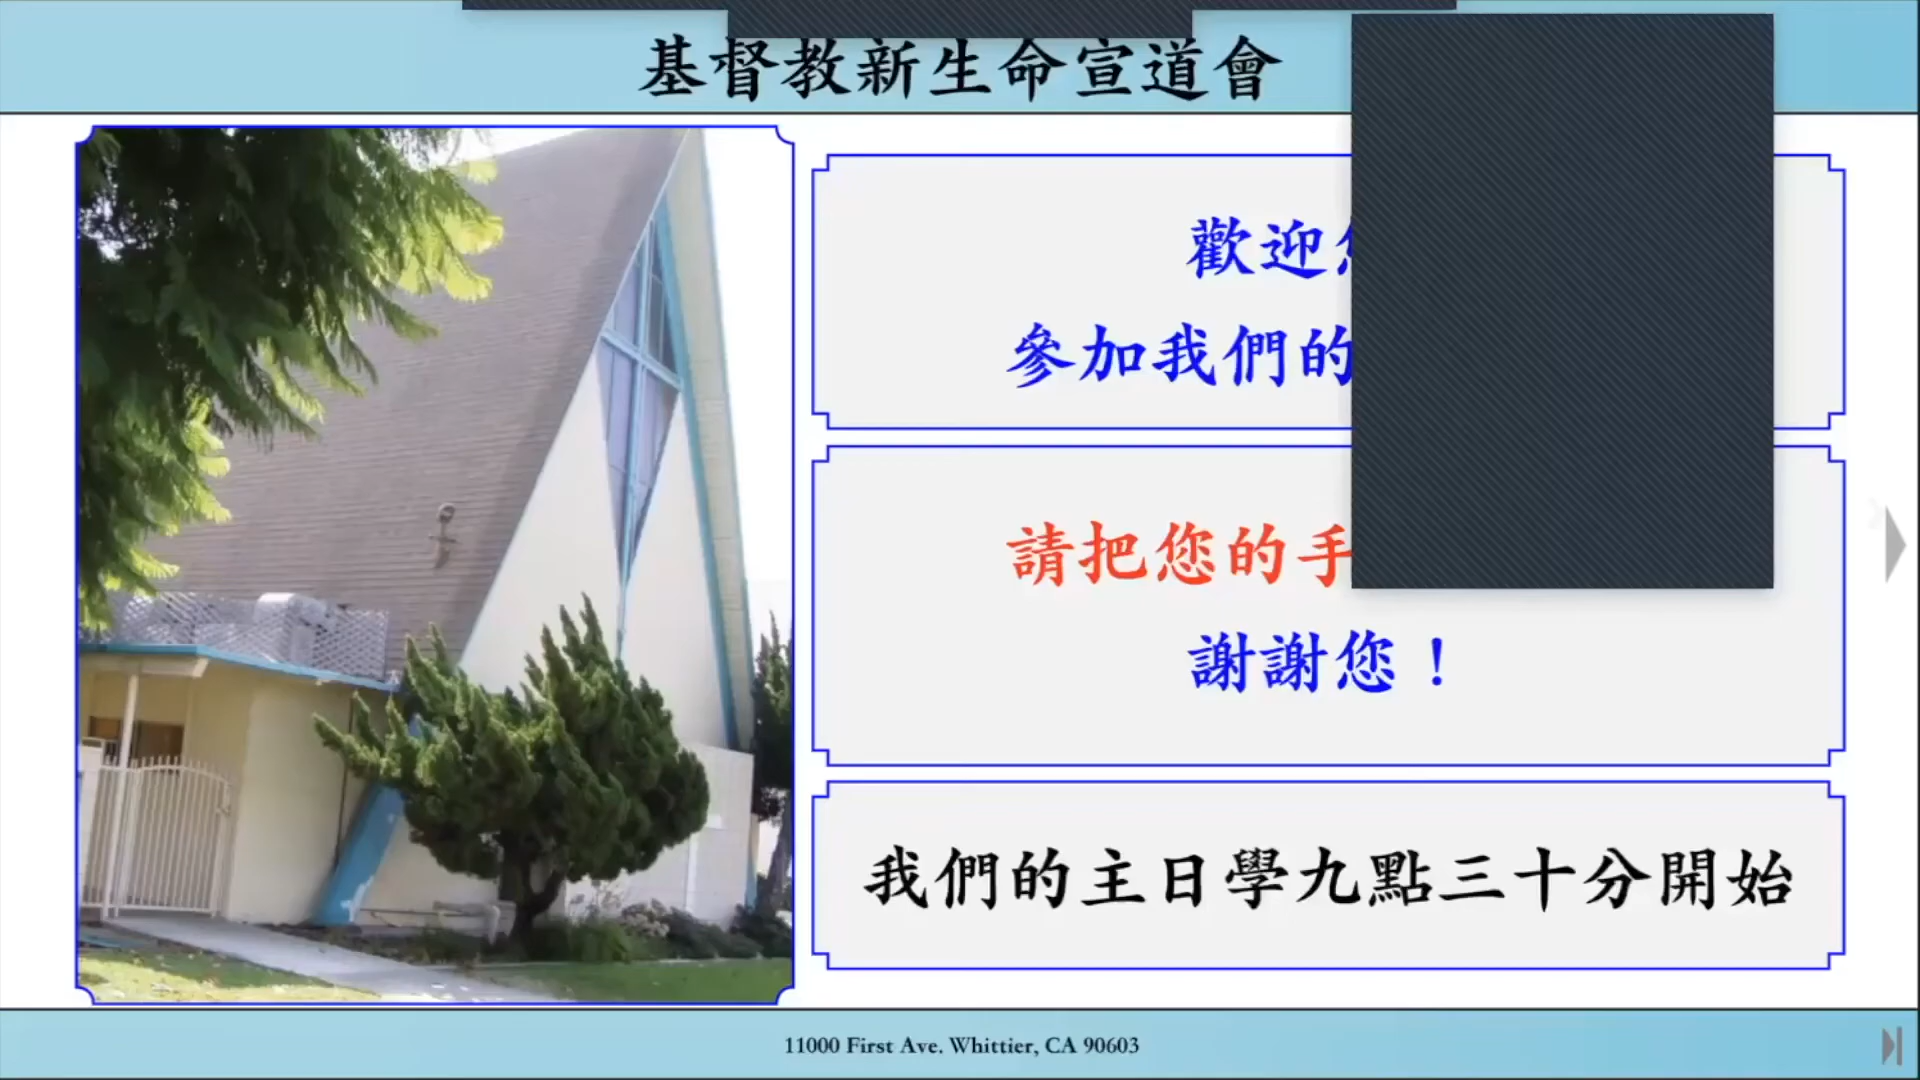 基督教新生命宣道會
歡迎
參加我們的
請把您的手
謝謝您！
我們的主日學九點三十分開始
11000 First Ave. Whittier, CA 90603